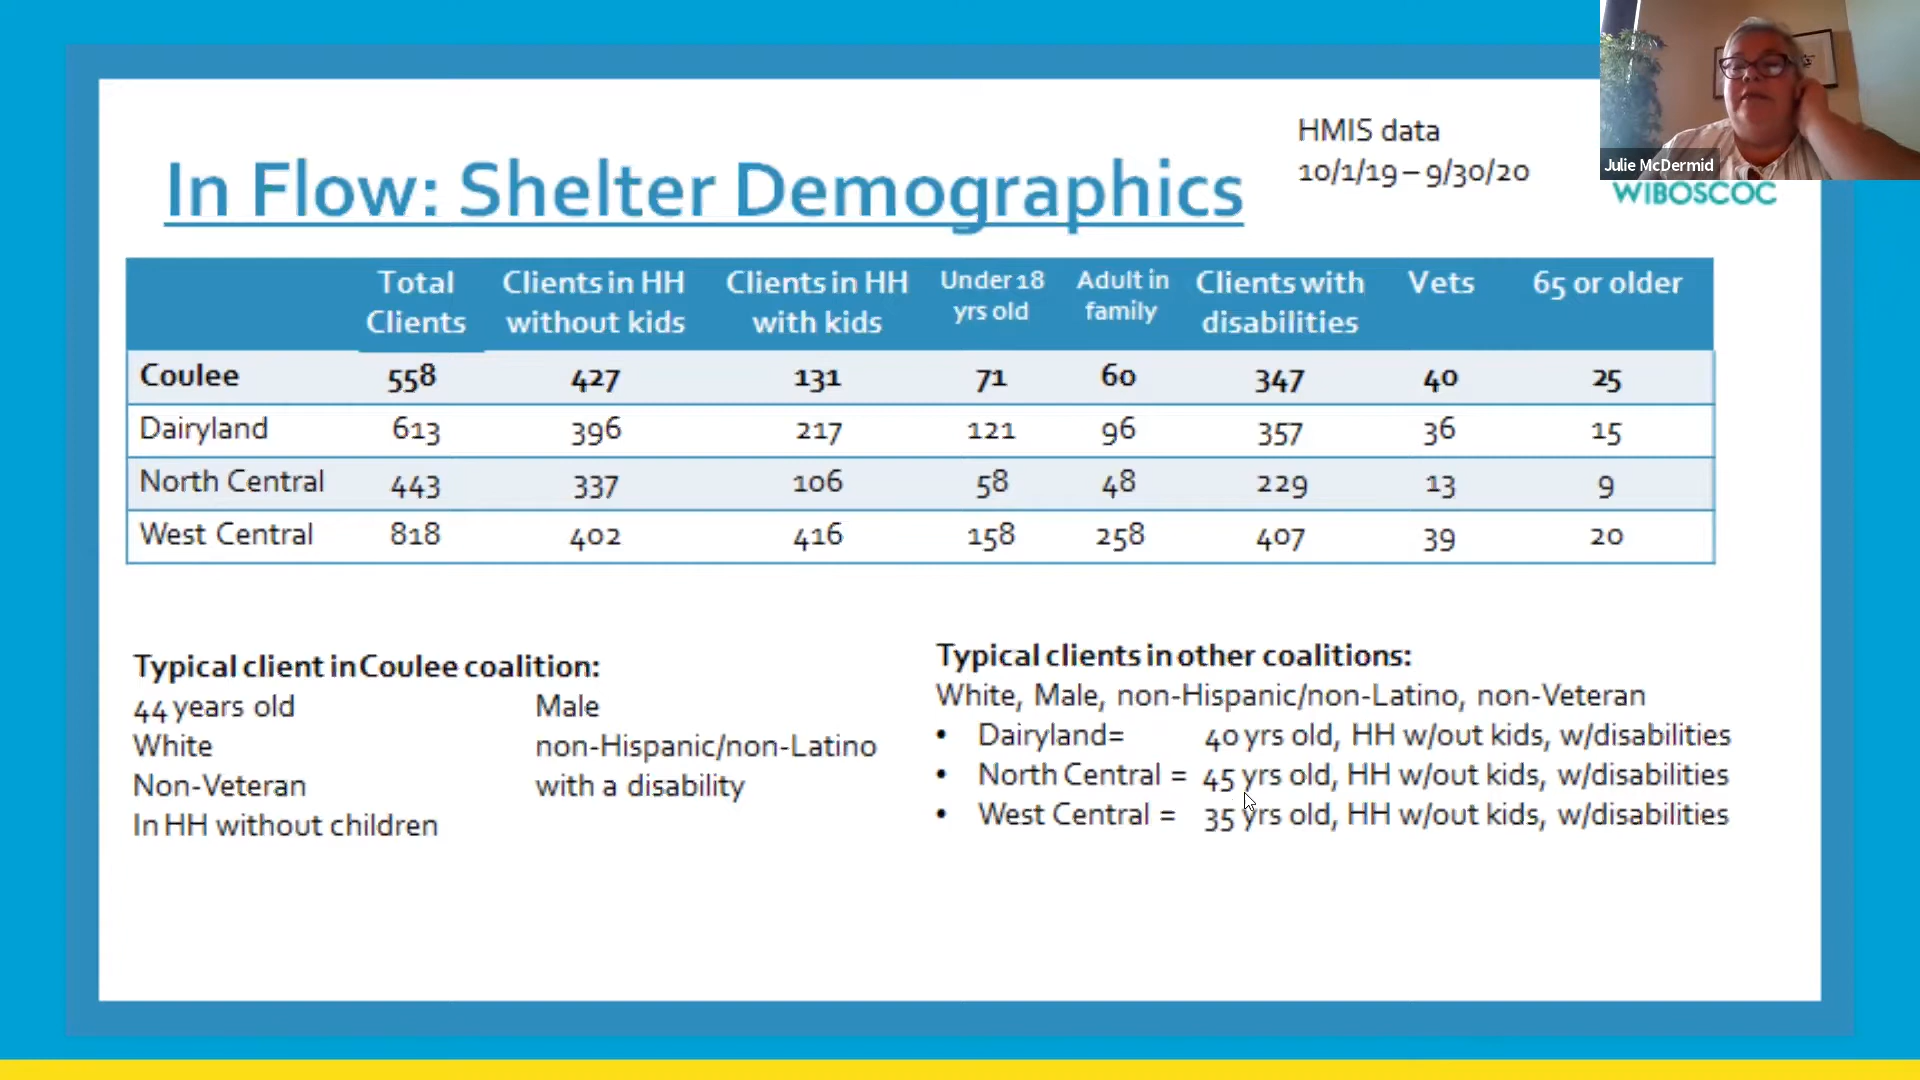 In Flow: Shelter Demographics
HMIS data
10/1/19 – 9/30/20
Julie McDermid
WIBOSCOC
Total Clients Clients in HH without kids Clients in HH with kids Under 18 yrs old Adult in family Clients with disabilities Vets 65 or older
Coulee 558 427 131 71 60 347 40 25
Dairyland 613 396 217 121 96 357 36 15
North Central 443 337 106 58 48 229 13 9
West Central 818 402 416 158 258 407 39 20
Typical client in Coulee coalition:
44 years old Male
White non-Hispanic/non-Latino
Non-Veteran with a disability
In HH without children
Typical clients in other coalitions:
White, Male, non-Hispanic/non-Latino, non-Veteran
• Dairyland= 40 yrs old, HH w/out kids, w/disabilities
• North Central = 45 yrs old, HH w/out kids, w/disabilities
• West Central = 35 yrs old, HH w/out kids, w/disabilities